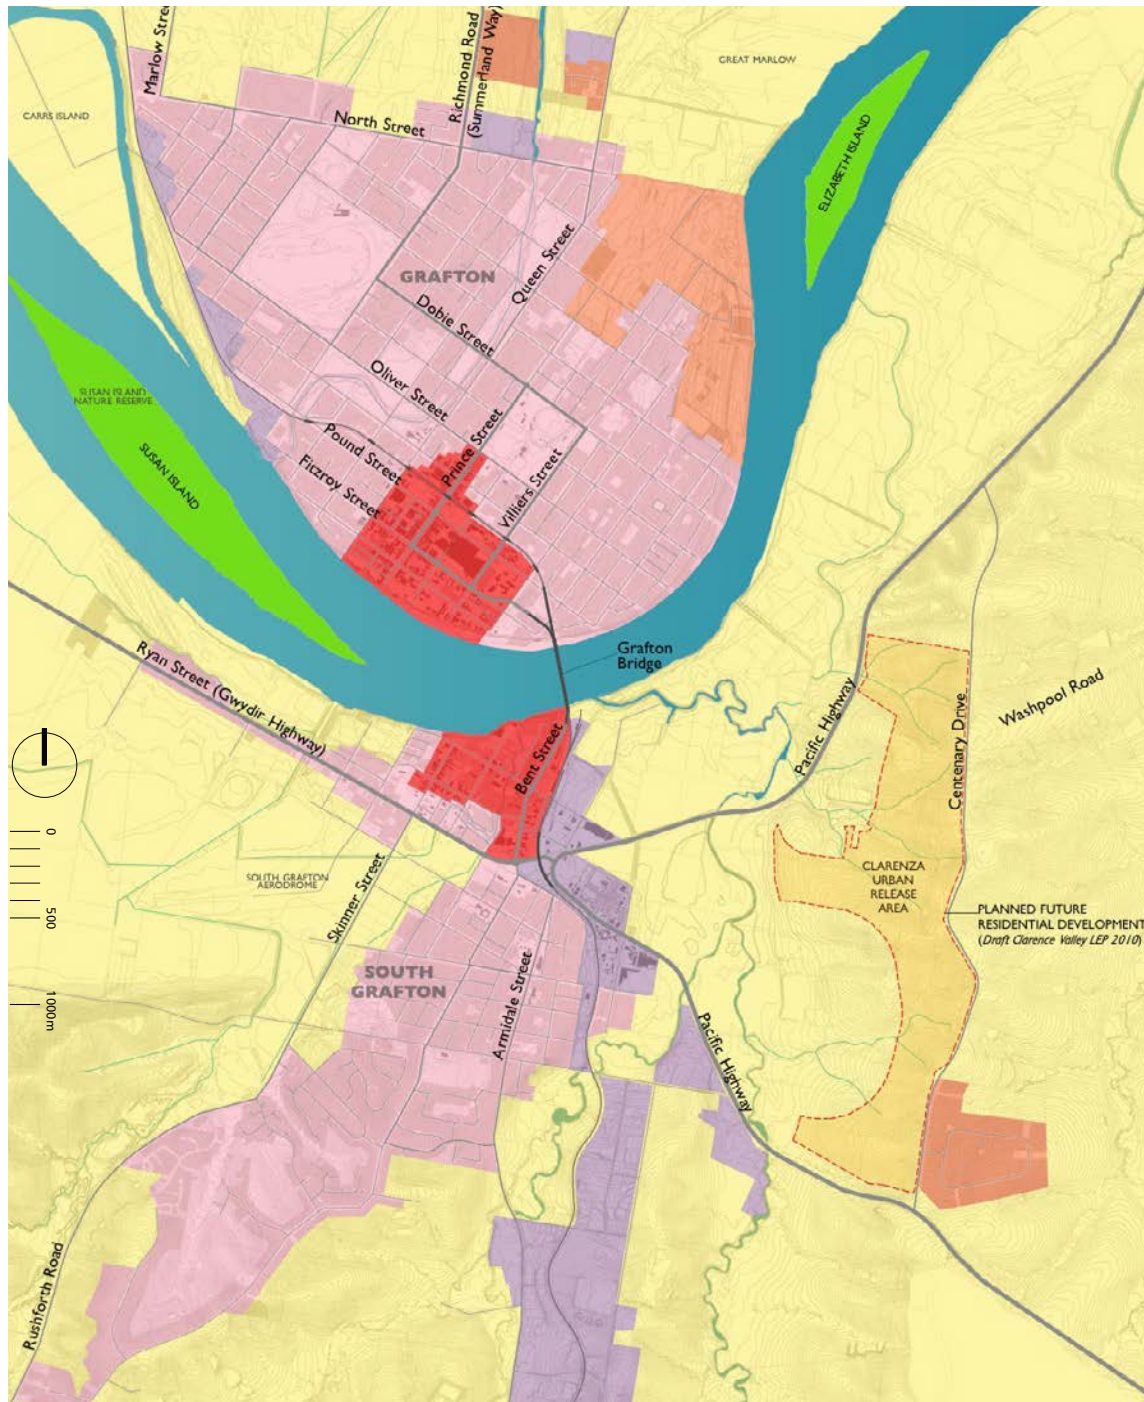 Marlow Stree
Richmond Road
(Summerland Way)
GREAT MARLOW
CARRS ISLAND
North Street
ELIZABETH ISLAND
Queen Street
GRAFTON
Dobie Street
Oliver Street
SUSAN ISLAND
NATURE RESERVE
SUSAN ISLAND
Pound Street
Prince Street
Fitzroy Street
Villiers Street
Grafton
Bridge
Ryan Street (Gwydir Highway)
Pacific Highway
Washpool Road
Centenary Drive
Bent Street
0
500
1000m
SOUTH GRAFTON
AERODROME
Skinner Street
CLARENZA
URBAN
RELEASE
AREA
PLANNED FUTURE
RESIDENTIAL DEVELOPMENT
(Draft Clarence Valley LEP 2010)
SOUTH
GRAFTON
Armidale Street
Pacific Highway
Rushforth Road